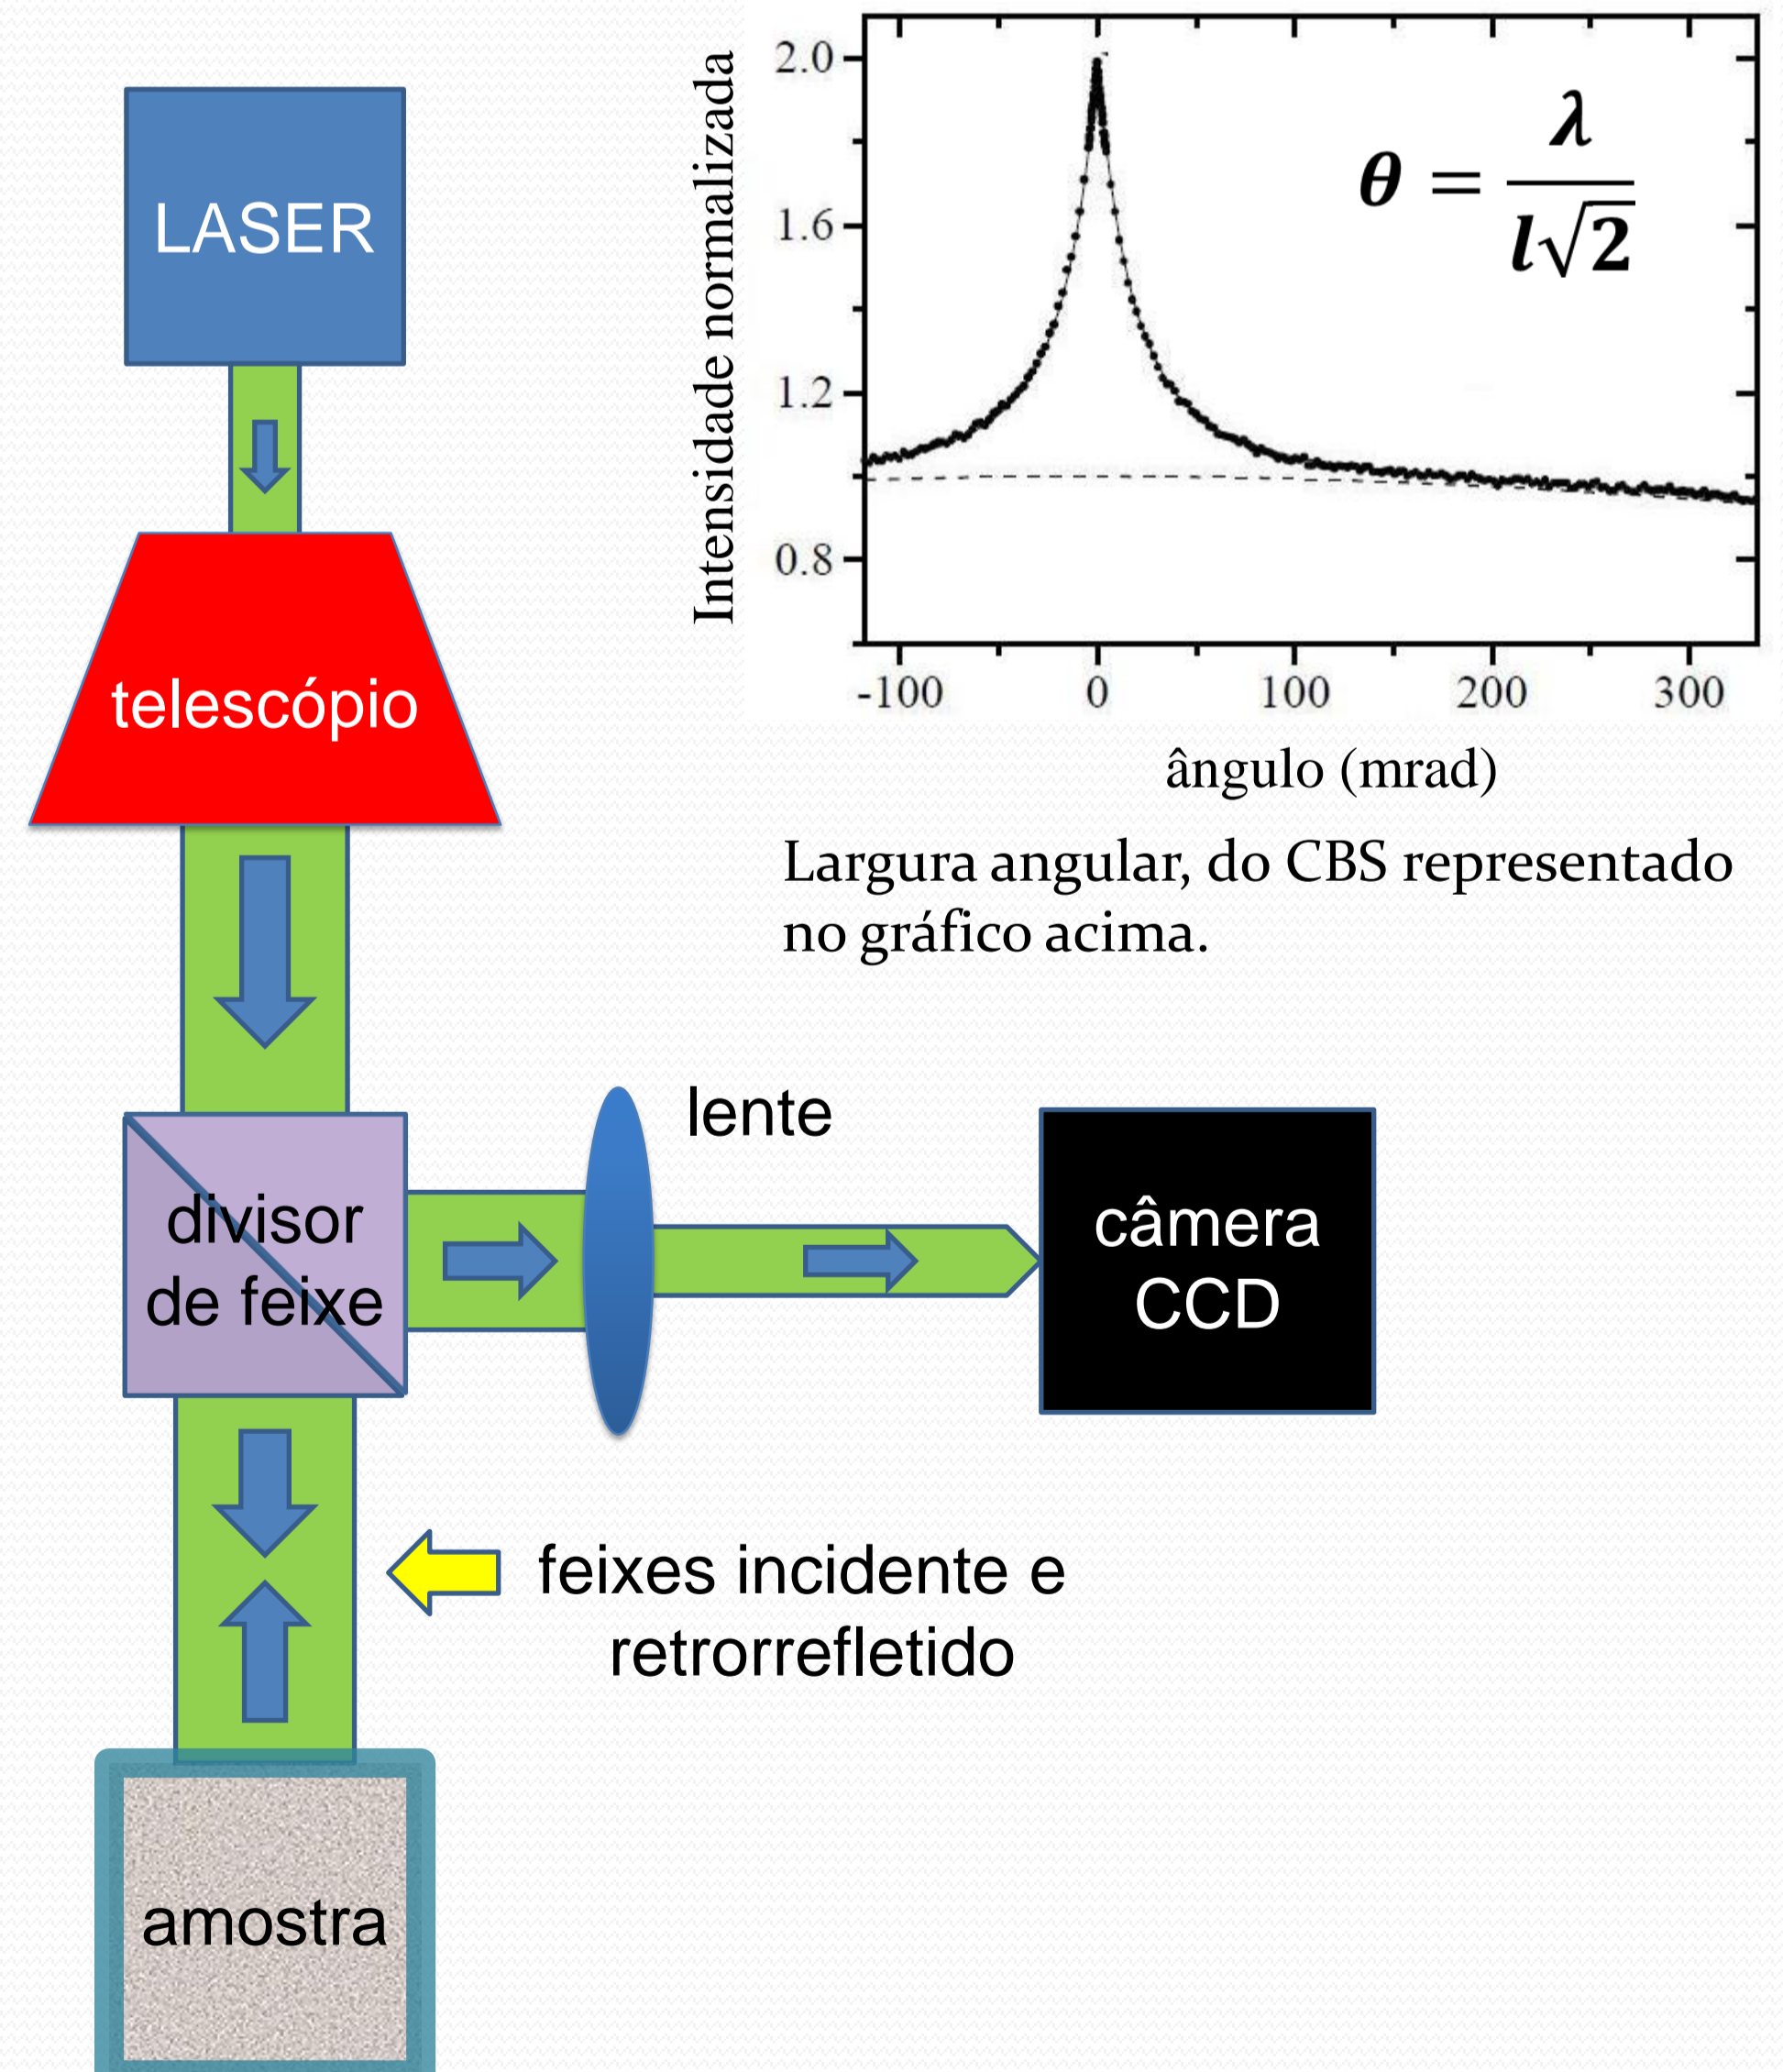 LASER
telescópio
divisor
de feixe
lente
câmera
CCD
feixes incidente e
retrorrefletido
amostra
Intensidade normalizada
2.0
1.6
1.2
0.8
θ = λ / l√2
-100 0 100 200 300
ângulo (mrad)
Largura angular, do CBS representado
no gráfico acima.